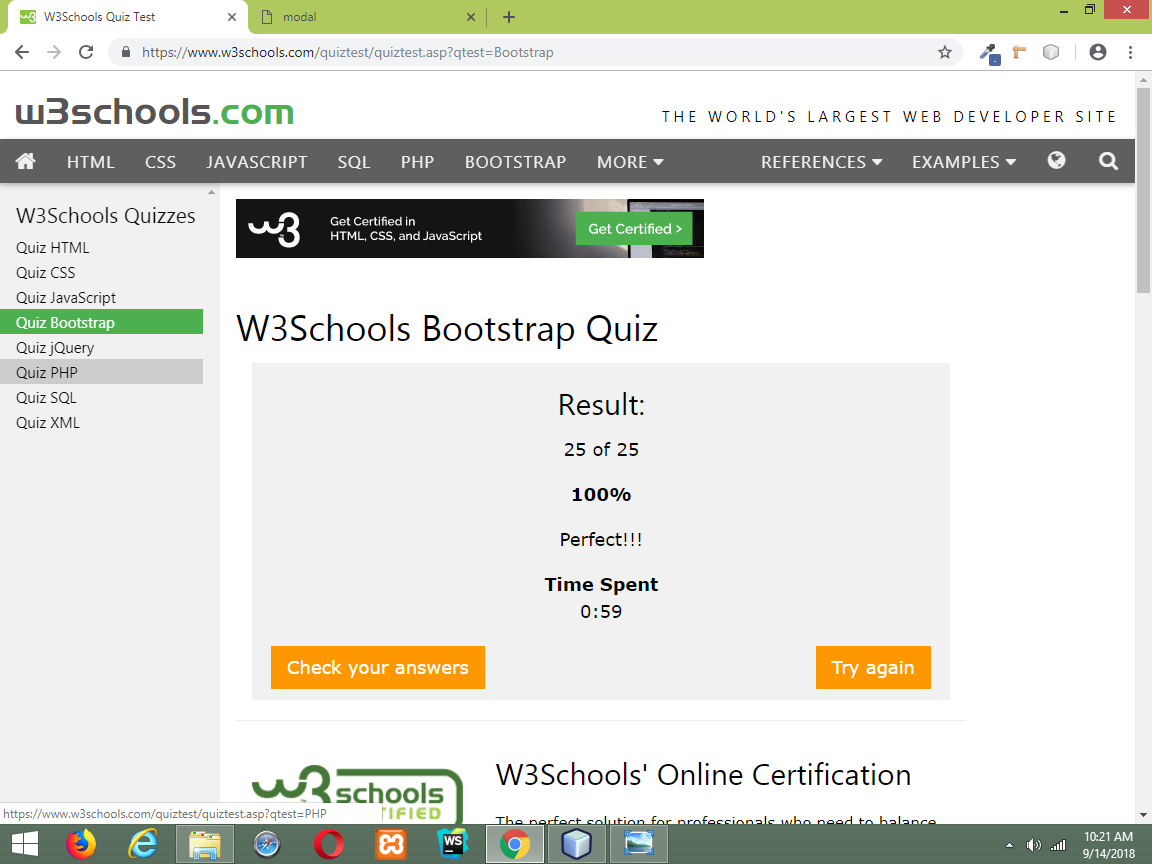 W3Schools Quiz Test
modal
https://www.w3schools.com/quiztest/quiztest.asp?qtest=Bootstrap
w3schools.com
THE WORLD'S LARGEST WEB DEVELOPER SITE
HTML CSS JAVASCRIPT SQL PHP BOOTSTRAP MORE REFERENCES EXAMPLES
W3Schools Quizzes
Quiz HTML
Quiz CSS
Quiz JavaScript
Quiz Bootstrap
Quiz jQuery
Quiz PHP
Quiz SQL
Quiz XML
w3
Get Certified in
HTML, CSS, and JavaScript
Get Certified >
W3Schools Bootstrap Quiz
Result:
25 of 25
100%
Perfect!!!
Time Spent
0:59
Check your answers
Try again
w3schools
TIFIED
W3Schools' Online Certification
The perfect solution for professionals who need to balance
https://www.w3schools.com/quiztest/quiztest.asp?qtest=PHP
WS
10:21 AM
9/14/2018